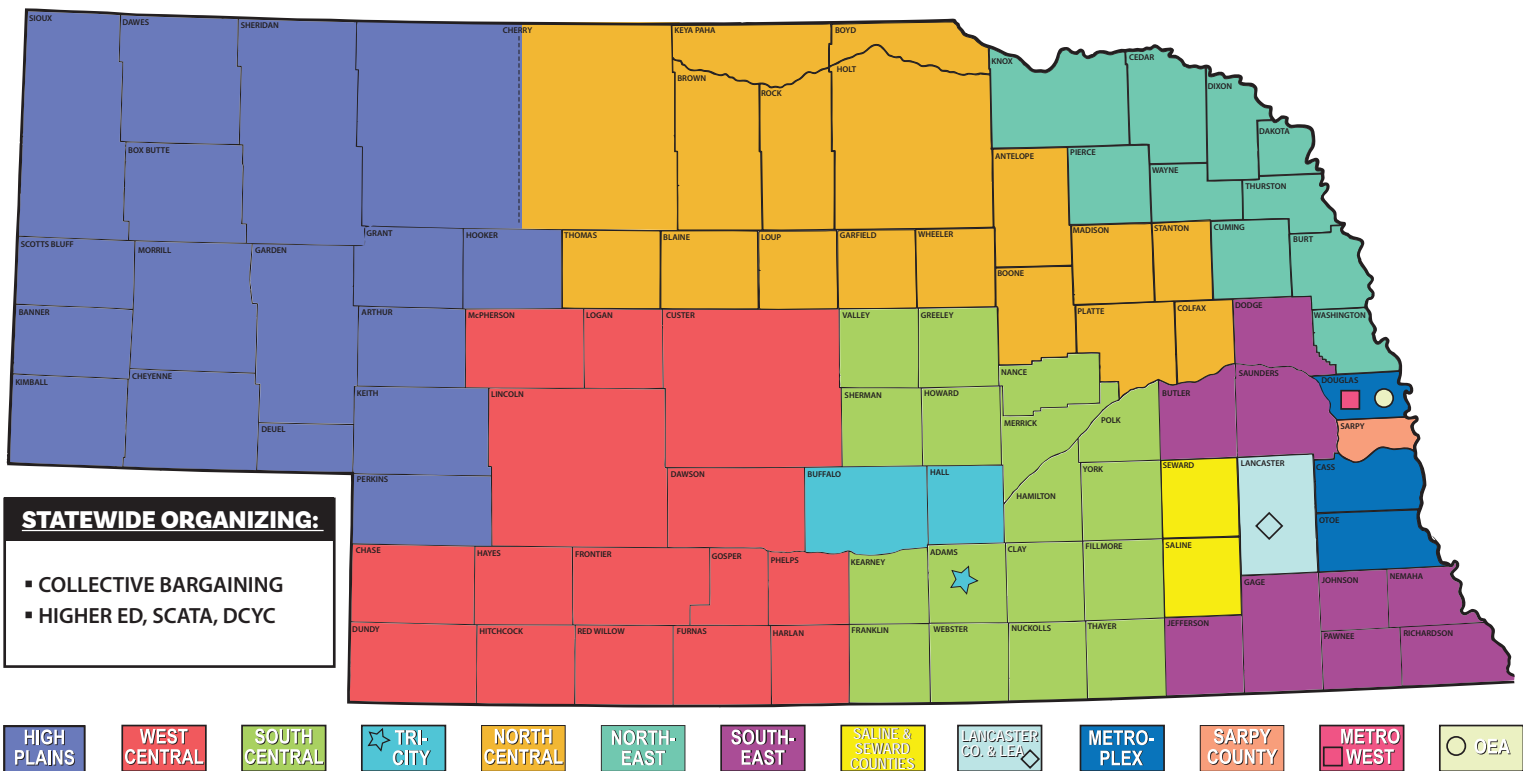 SIOUX
DAWES
SHERIDAN
CHERRY
KEYA PAHA
BOYD
KNOX
CEDAR
HOLT
BROWN
ROCK
DIXON
DAKOTA
BOX BUTTE
ANTELOPE
PIERCE
WAYNE
THURSTON
SCOTTS BLUFF
MORRILL
GARDEN
GRANT
HOOKER
THOMAS
BLAINE
LOUP
GARFIELD
WHEELER
MADISON
STANTON
CUMING
BURT
BOONE
BANNER
ARTHUR
McPHERSON
LOGAN
CUSTER
VALLEY
GREELEY
PLATTE
COLFAX
DODGE
WASHINGTON
KIMBALL
CHEYENNE
NANCE
SAUNDERS
DOUGLAS
KEITH
LINCOLN
SHERMAN
HOWARD
BUTLER
DEUEL
MERRICK
POLK
SARPY
PERKINS
DAWSON
BUFFALO
HALL
YORK
SEWARD
LANCASTER
CASS
HAMILTON
OTOE
STATEWIDE ORGANIZING:
▪ COLLECTIVE BARGAINING
▪ HIGHER ED, SCATA, DCYC
CHASE
HAYES
FRONTIER
GOSPER
PHELPS
KEARNEY
ADAMS
CLAY
FILLMORE
SALINE
GAGE
JOHNSON
NEMAHA
DUNDY
HITCHCOCK
RED WILLOW
FURNAS
HARLAN
FRANKLIN
WEBSTER
NUCKOLLS
THAYER
JEFFERSON
PAWNEE
RICHARDSON
HIGH
PLAINS
WEST
CENTRAL
SOUTH
CENTRAL
TRI-
CITY
NORTH
CENTRAL
NORTH-
EAST
SOUTH-
EAST
SALINE &
SEWARD
COUNTIES
LANCASTER
CO. & LEA
METRO-
PLEX
SARPY
COUNTY
METRO
WEST
OEA